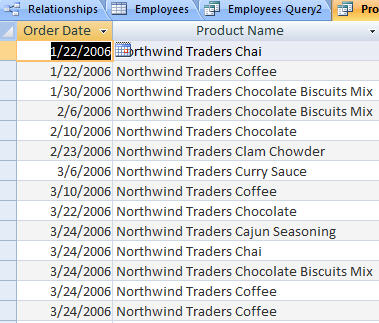 Relationships Employees Employees Query2 Pro
Order Date Product Name
1/22/2006 Northwind Traders Chai
1/22/2006 Northwind Traders Coffee
1/30/2006 Northwind Traders Chocolate Biscuits Mix
2/6/2006 Northwind Traders Chocolate Biscuits Mix
2/10/2006 Northwind Traders Chocolate
2/23/2006 Northwind Traders Clam Chowder
3/6/2006 Northwind Traders Curry Sauce
3/10/2006 Northwind Traders Coffee
3/22/2006 Northwind Traders Chocolate
3/24/2006 Northwind Traders Cajun Seasoning
3/24/2006 Northwind Traders Chai
3/24/2006 Northwind Traders Chocolate Biscuits Mix
3/24/2006 Northwind Traders Coffee
3/24/2006 Northwind Traders Coffee